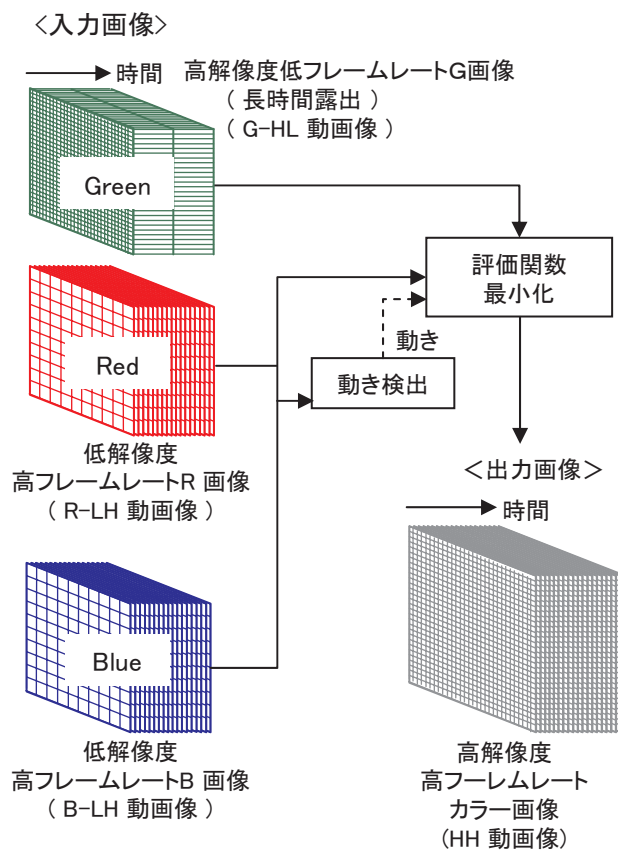 <入力画像>
時間
高解像度低フレームレートG画像
( 長時間露出 )
( G-HL 動画像 )
Green
評価関数
最小化
動き
Red
動き検出
低解像度
高フレームレートR 画像
( R-LH 動画像 )
<出力画像>
時間
Blue
低解像度
高フレームレートB 画像
( B-LH 動画像 )
高解像度
高フーレムレート
カラー画像
(HH 動画像)